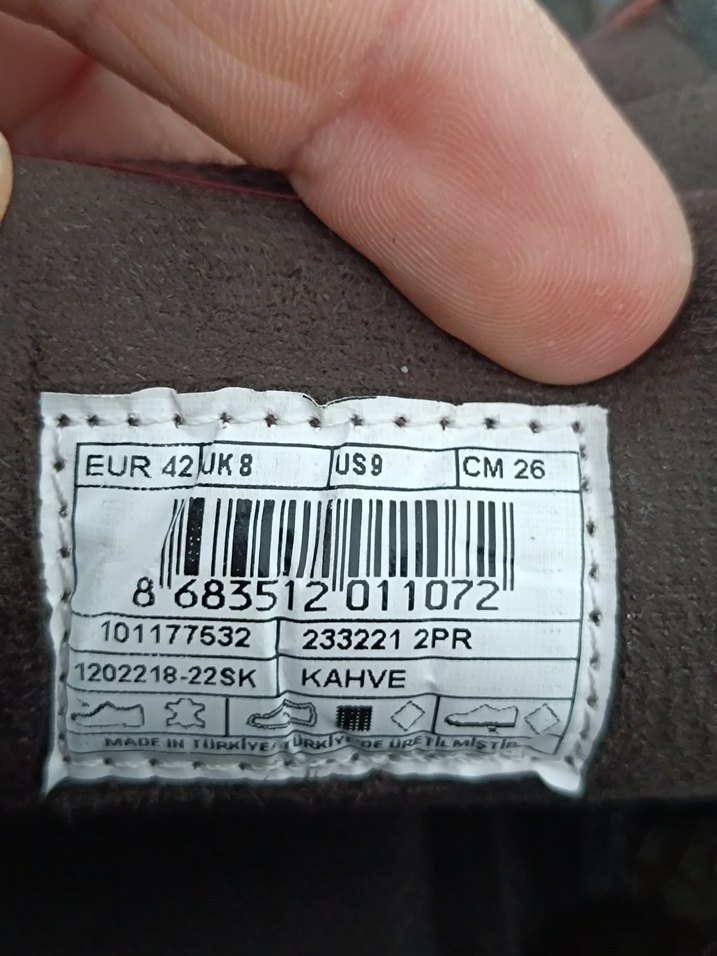 EUR 42 UK 8 US 9 CM 26
8 683512 011072
101177532 233221 2PR
1202218-22SK KAHVE
MADE IN TÜRKİYE/TÜRKİYE'DE ÜRETİLMİŞTİR